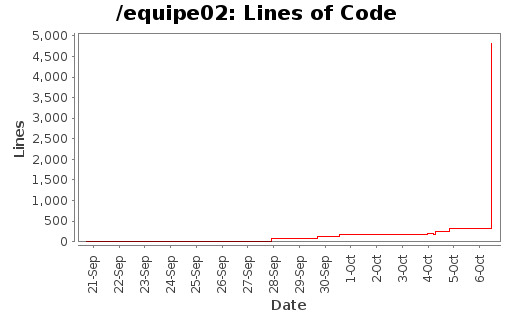 /equipe02: Lines of Code
5,000
4,500
4,000
3,500
3,000
2,500
2,000
1,500
1,000
500
0
Lines
21-Sep
22-Sep
23-Sep
24-Sep
25-Sep
26-Sep
27-Sep
28-Sep
29-Sep
30-Sep
1-Oct
2-Oct
3-Oct
4-Oct
5-Oct
6-Oct
Date